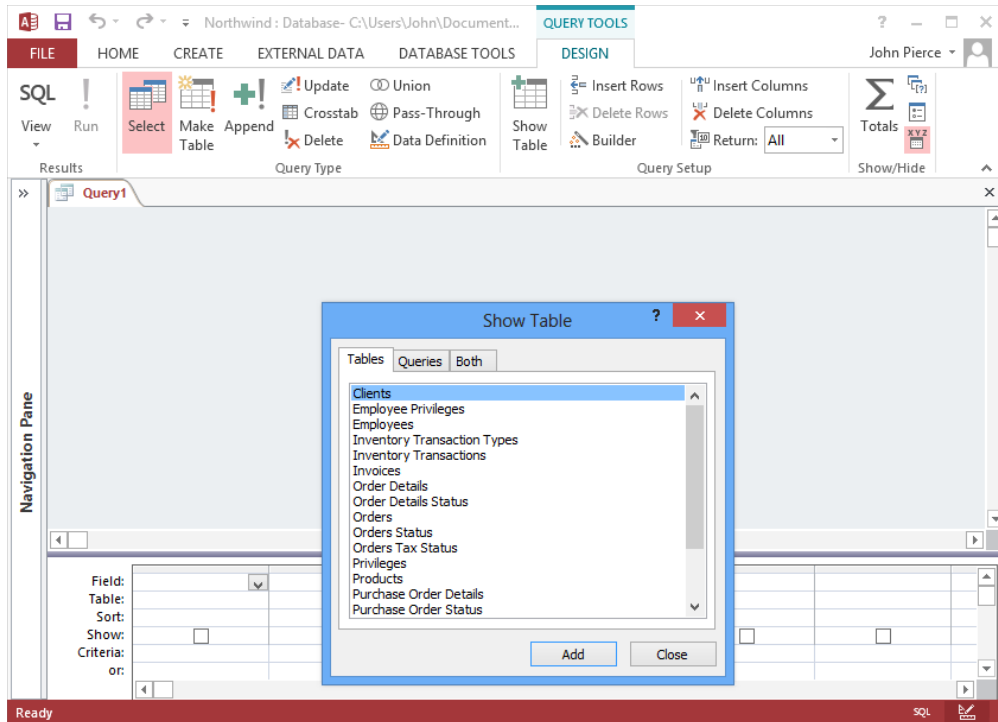 Northwind : Database- C:\Users\John\Document...
QUERY TOOLS
?
FILE
HOME
CREATE
EXTERNAL DATA
DATABASE TOOLS
DESIGN
John Pierce
SQL
View
Run
Results
Select
Make Table
Append
Update
Crosstab
Delete
Union
Pass-Through
Data Definition
Query Type
Show Table
Insert Rows
Delete Rows
Builder
Insert Columns
Delete Columns
Return: All
Query Setup
Totals
XYZ
Show/Hide
Query1
Navigation Pane
Show Table
?
Tables
Queries
Both
Clients
Employee Privileges
Employees
Inventory Transaction Types
Inventory Transactions
Invoices
Order Details
Order Details Status
Orders
Orders Status
Orders Tax Status
Privileges
Products
Purchase Order Details
Purchase Order Status
Add
Close
Field:
Table:
Sort:
Show:
Criteria:
or:
Ready
SQL